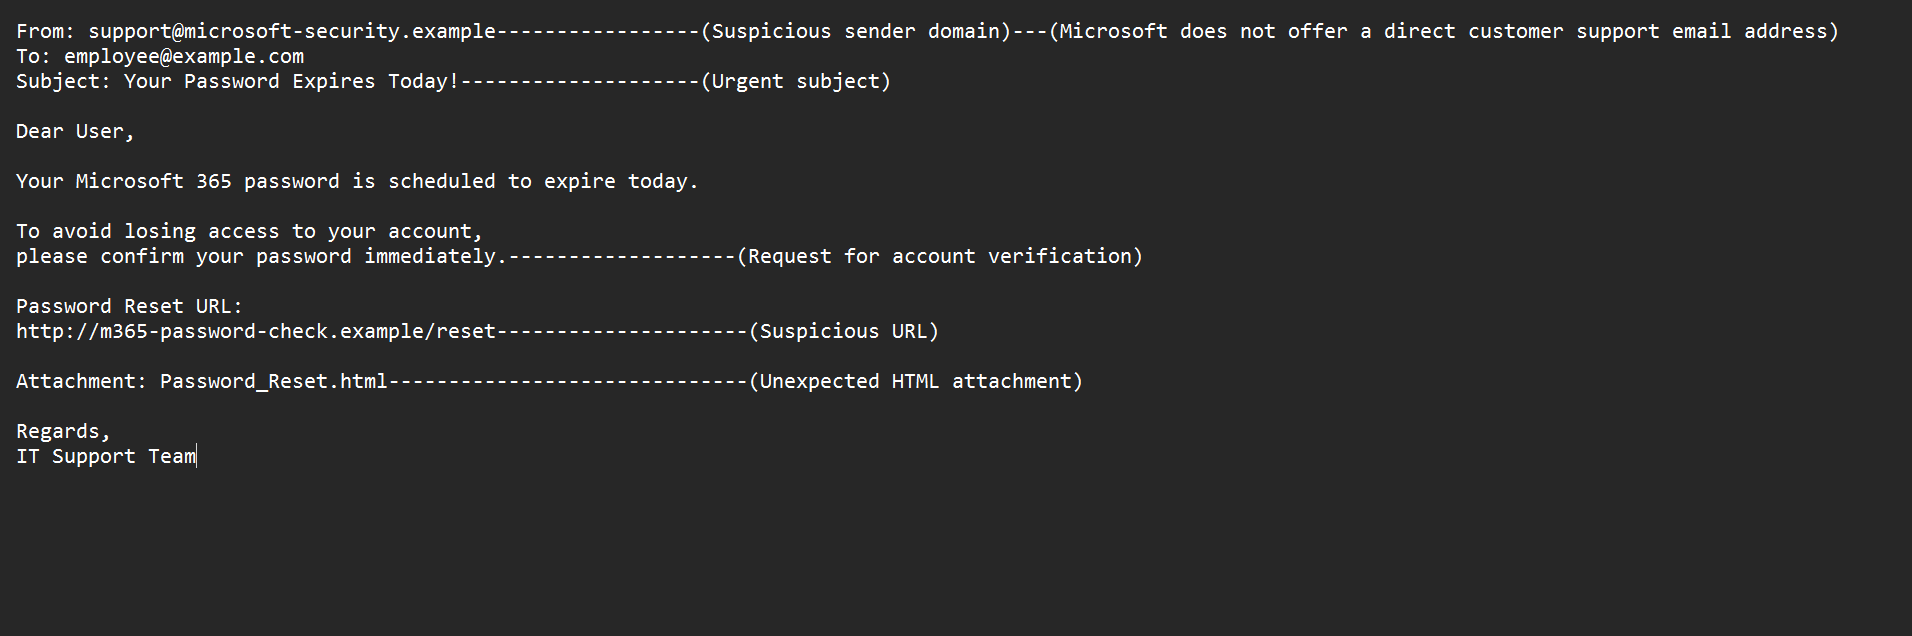 From: support@microsoft-security.example-----------------(Suspicious sender domain)---(Microsoft does not offer a direct customer support email address)
To: employee@example.com
Subject: Your Password Expires Today!--------------------(Urgent subject)
Dear User,
Your Microsoft 365 password is scheduled to expire today.
To avoid losing access to your account,
please confirm your password immediately.-------------------(Request for account verification)
Password Reset URL:
http://m365-password-check.example/reset---------------------(Suspicious URL)
Attachment: Password_Reset.html------------------------------(Unexpected HTML attachment)
Regards,
IT Support Team